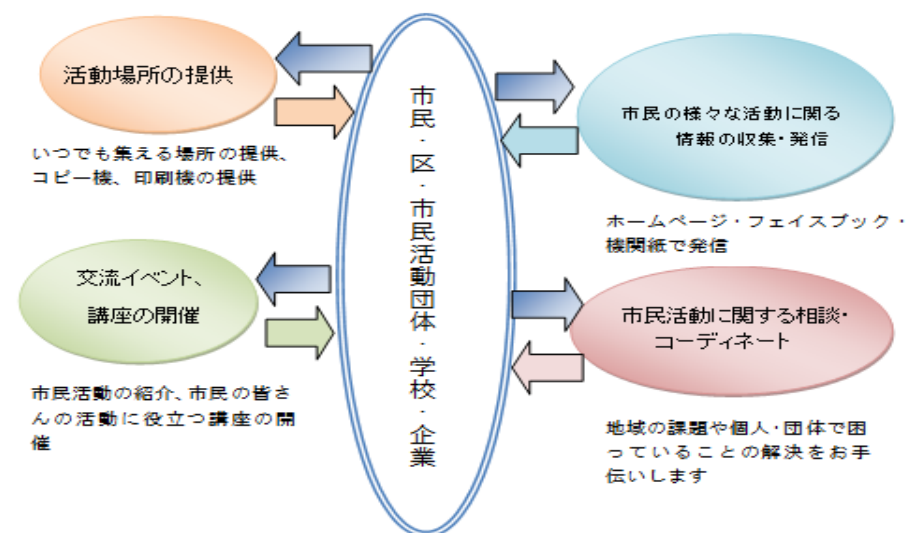 活動場所の提供
いつでも集える場所の提供、
コピー機、印刷機の提供
市民・区・市民活動団体・学校・企業
市民の様々な活動に関る
情報の収集・発信
ホームページ・フェイスブック・
機関紙で発信
交流イベント、
講座の開催
市民活動の紹介、市民の皆さ
んの活動に役立つ講座の開
催
市民活動に関する相談・
コーディネート
地域の課題や個人・団体で困
っていることの解決をお手
伝いします